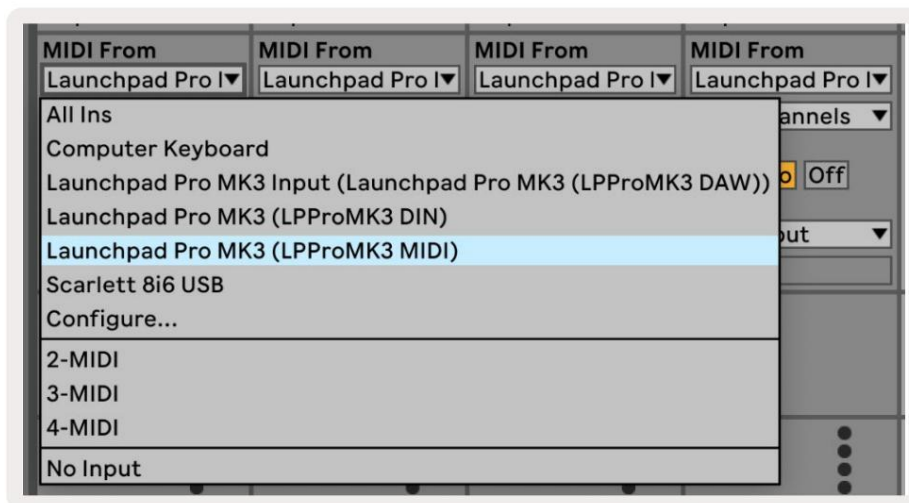 MIDI From MIDI From MIDI From MIDI From
Launchpad Pro I▼ Launchpad Pro I▼ Launchpad Pro I▼ Launchpad Pro I▼
All Ins
annels ▼
Computer Keyboard
Launchpad Pro MK3 Input (Launchpad Pro MK3 (LPProMK3 DAW))
o Off
Launchpad Pro MK3 (LPProMK3 DIN)
Launchpad Pro MK3 (LPProMK3 MIDI)
out ▼
Scarlett 8i6 USB
Configure...
2-MIDI
3-MIDI
4-MIDI
No Input